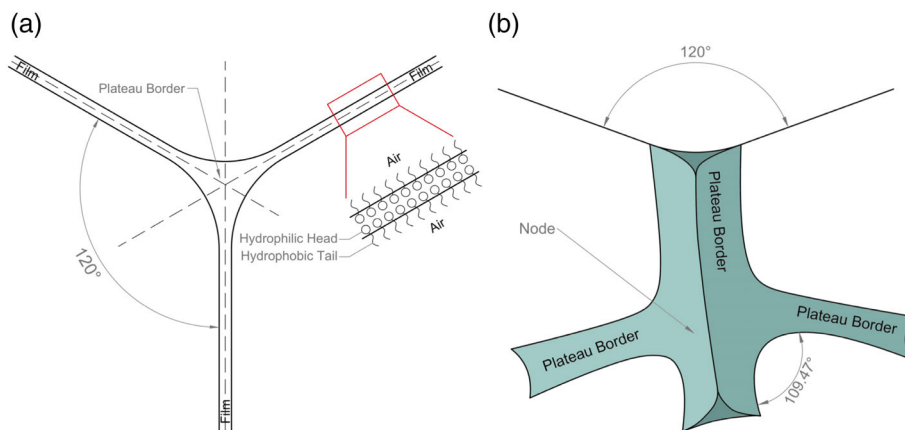 (a)
Film
Plateau Border
Film
120°
Air
Air
Hydrophilic Head
Hydrophobic Tail
Film
(b)
120°
Plateau Border
Node
Plateau Border
Plateau Border
109.47°